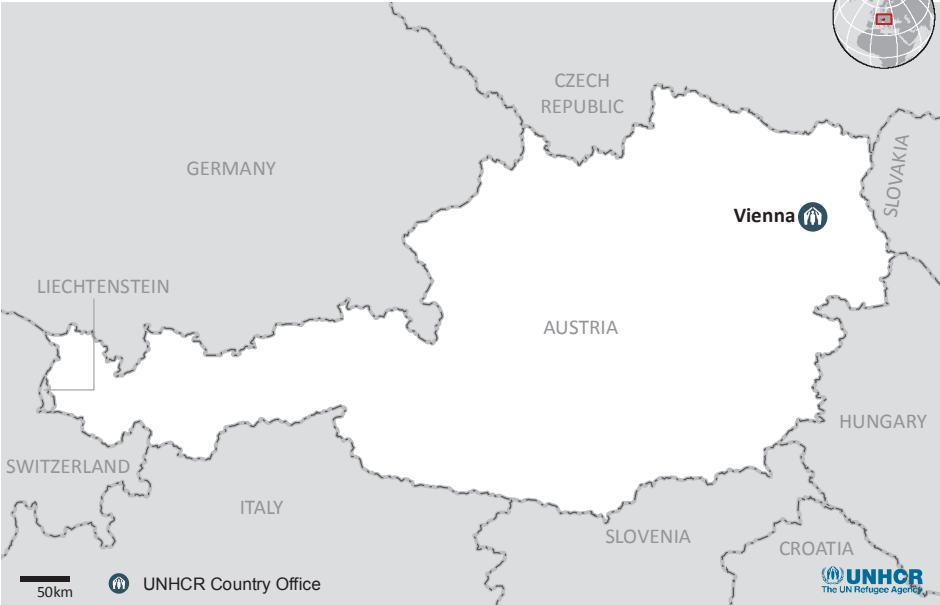 CZECH
REPUBLIC
GERMANY
SLOVAKIA
Vienna
LIECHTENSTEIN
AUSTRIA
HUNGARY
SWITZERLAND
ITALY
SLOVENIA
CROATIA
50km
UNHCR Country Office
UNHCR
The UN Refugee Agency